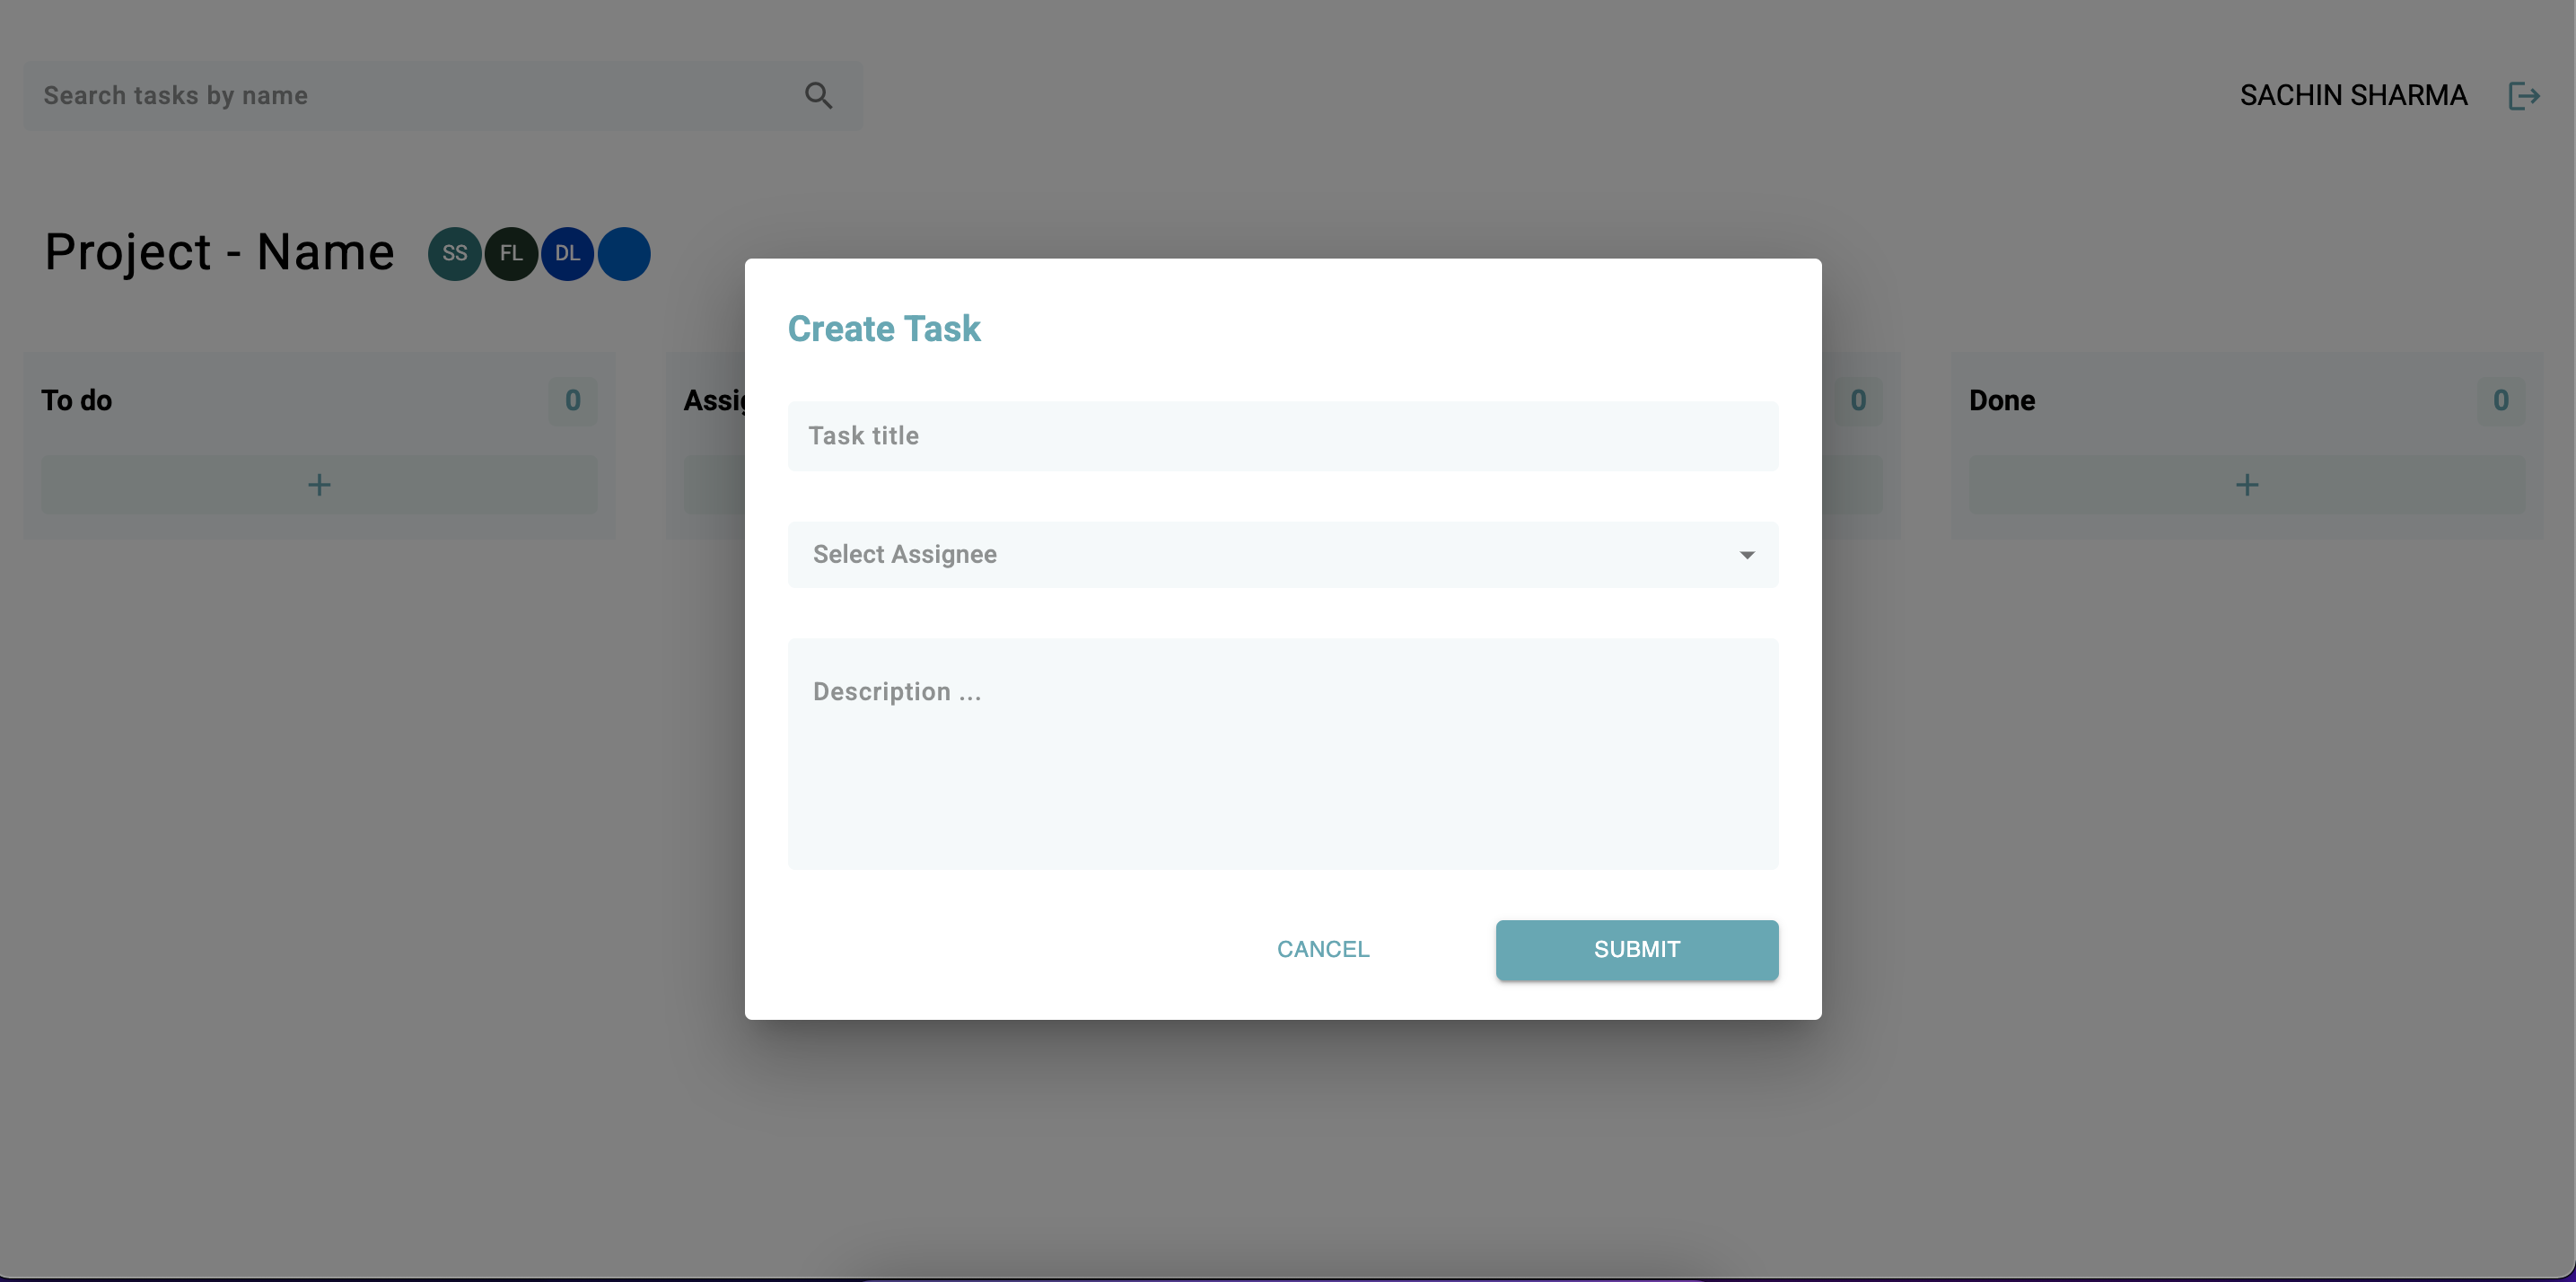 Search tasks by name
SACHIN SHARMA
Project - Name
SS FL DL
Create Task
To do 0
0
Done 0
Task title
Select Assignee
Description ...
CANCEL
SUBMIT